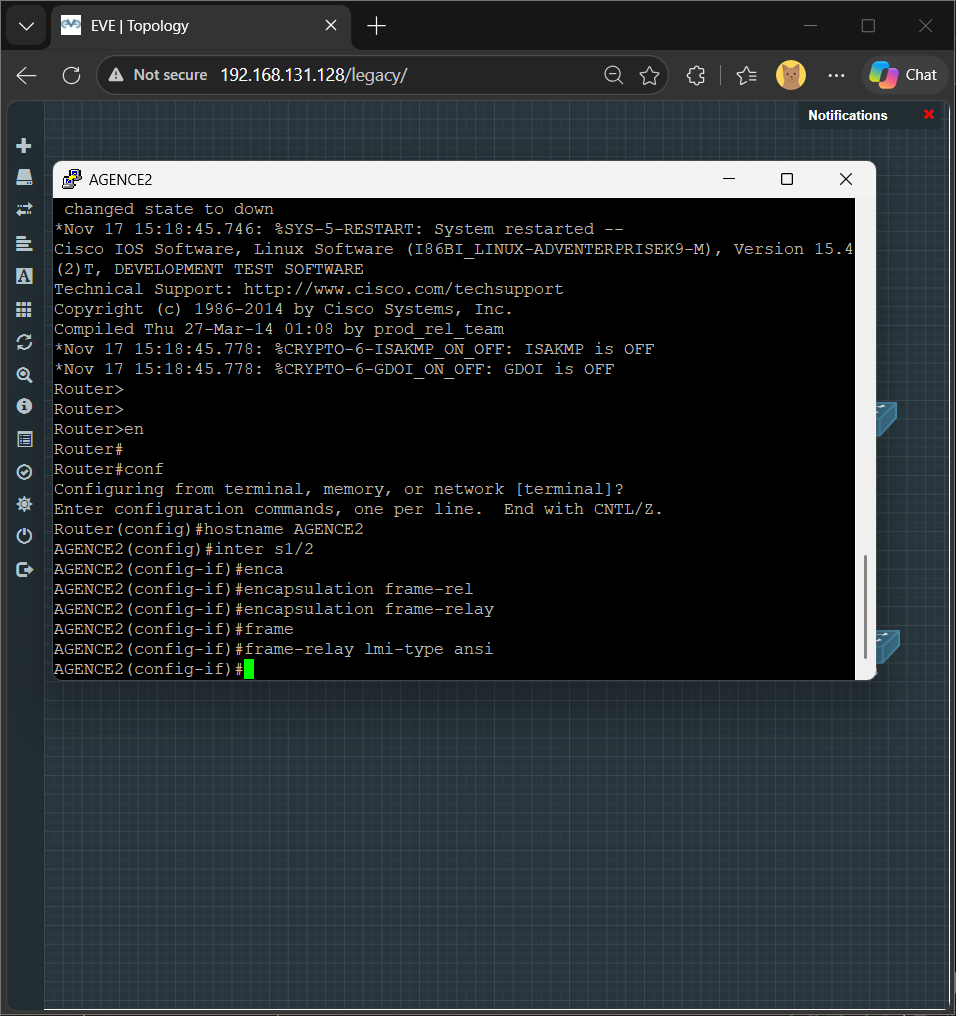 EVE | Topology
Not secure 192.168.131.128/legacy/
Chat
Notifications
AGENCE2
changed state to down
*Nov 17 15:18:45.746: %SYS-5-RESTART: System restarted --
Cisco IOS Software, Linux Software (I86BI_LINUX-ADVENTERPRISEK9-M), Version 15.4
(2)T, DEVELOPMENT TEST SOFTWARE
Technical Support: http://www.cisco.com/techsupport
Copyright (c) 1986-2014 by Cisco Systems, Inc.
Compiled Thu 27-Mar-14 01:08 by prod_rel_team
*Nov 17 15:18:45.778: %CRYPTO-6-ISAKMP_ON_OFF: ISAKMP is OFF
*Nov 17 15:18:45.778: %CRYPTO-6-GDOI_ON_OFF: GDOI is OFF
Router>
Router>
Router>en
Router#
Router#conf
Configuring from terminal, memory, or network [terminal]?
Enter configuration commands, one per line.  End with CNTL/Z.
Router(config)#hostname AGENCE2
AGENCE2(config)#inter s1/2
AGENCE2(config-if)#enca
AGENCE2(config-if)#encapsulation frame-rel
AGENCE2(config-if)#encapsulation frame-relay
AGENCE2(config-if)#frame
AGENCE2(config-if)#frame-relay lmi-type ansi
AGENCE2(config-if)#